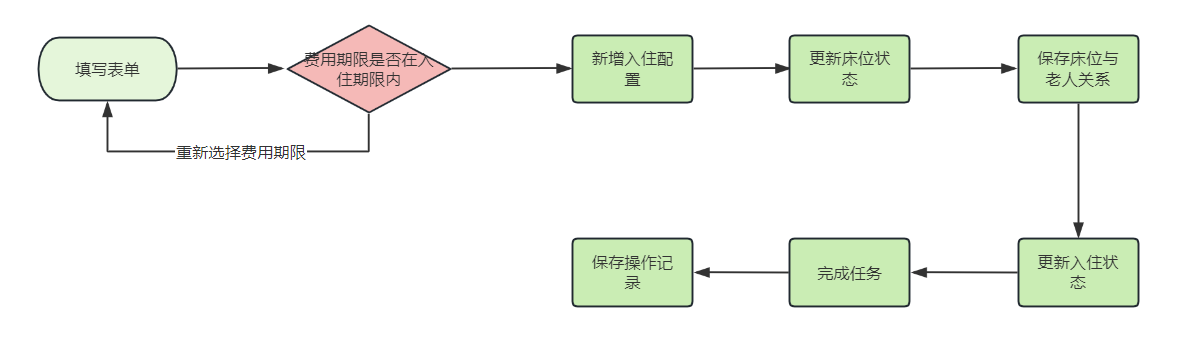 填写表单
费用期限是否在入
住期限内
重新选择费用期限
新增入住配
置
更新床位状
态
保存床位与
老人关系
更新入住状
态
完成任务
保存操作记
录